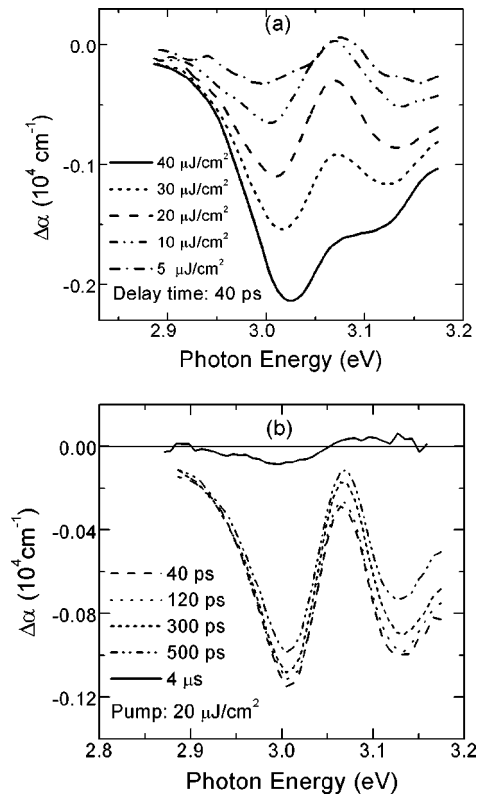 (a)
0.0
-0.1
-0.2
Δα (10⁴ cm⁻¹)
40 μJ/cm²
30 μJ/cm²
20 μJ/cm²
10 μJ/cm²
5 μJ/cm²
Delay time: 40 ps
2.9 3.0 3.1 3.2
Photon Energy (eV)
(b)
0.00
-0.04
-0.08
-0.12
Δα (10⁴cm⁻¹)
40 ps
120 ps
300 ps
500 ps
4 μs
Pump: 20 μJ/cm²
2.8 2.9 3.0 3.1 3.2
Photon Energy (eV)